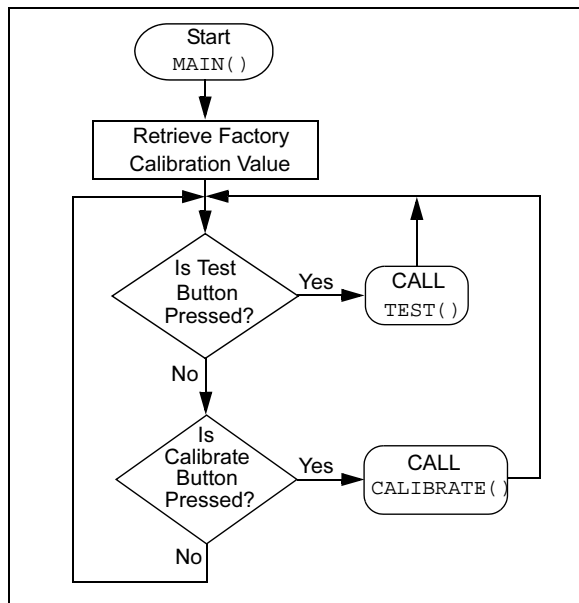 Start
MAIN()
Retrieve Factory
Calibration Value
Is Test
Button
Pressed?
Yes
CALL
TEST()
No
Is
Calibrate
Button
Pressed?
Yes
CALL
CALIBRATE()
No